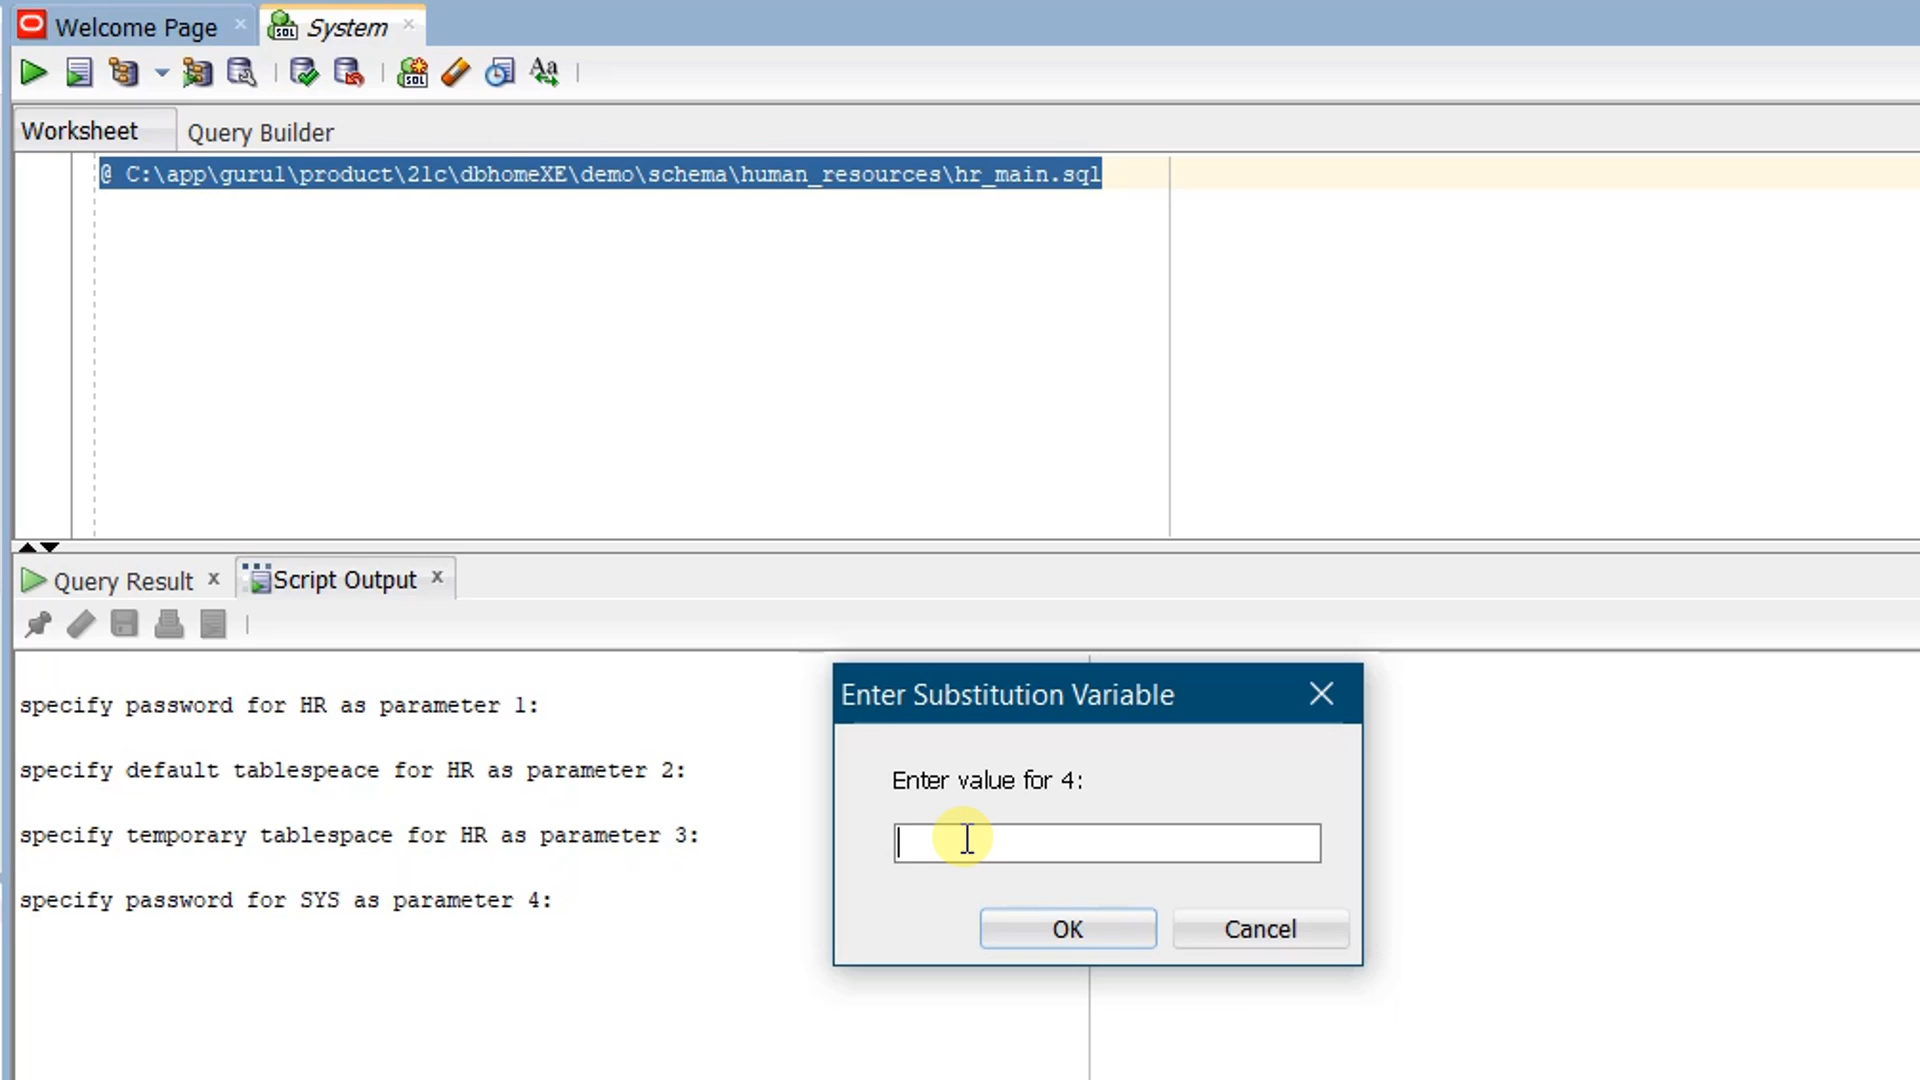 Welcome Page
System
Worksheet
Query Builder
@ C:\app\gurul\product\2lc\dbhomeXE\demo\schema\human_resources\hr_main.sql
Query Result
Script Output
specify password for HR as parameter 1:
specify default tablespeace for HR as parameter 2:
specify temporary tablespace for HR as parameter 3:
specify password for SYS as parameter 4:
Enter Substitution Variable
Enter value for 4:
OK
Cancel